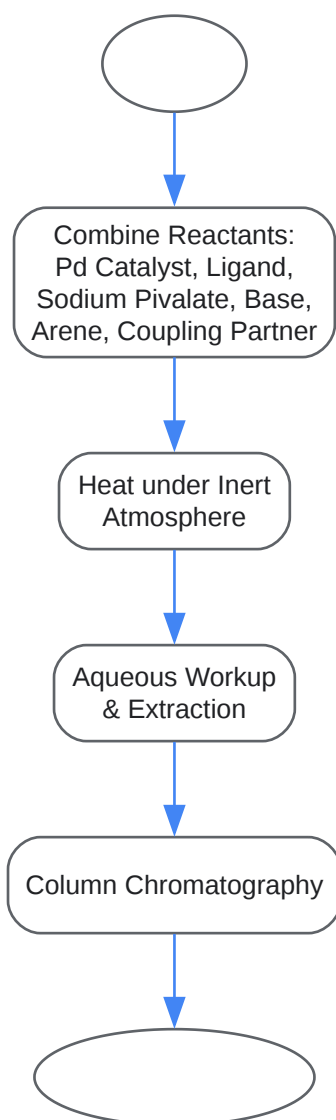 Combine Reactants:
Pd Catalyst, Ligand,
Sodium Pivalate, Base,
Arene, Coupling Partner
Heat under Inert
Atmosphere
Aqueous Workup
& Extraction
Column Chromatography